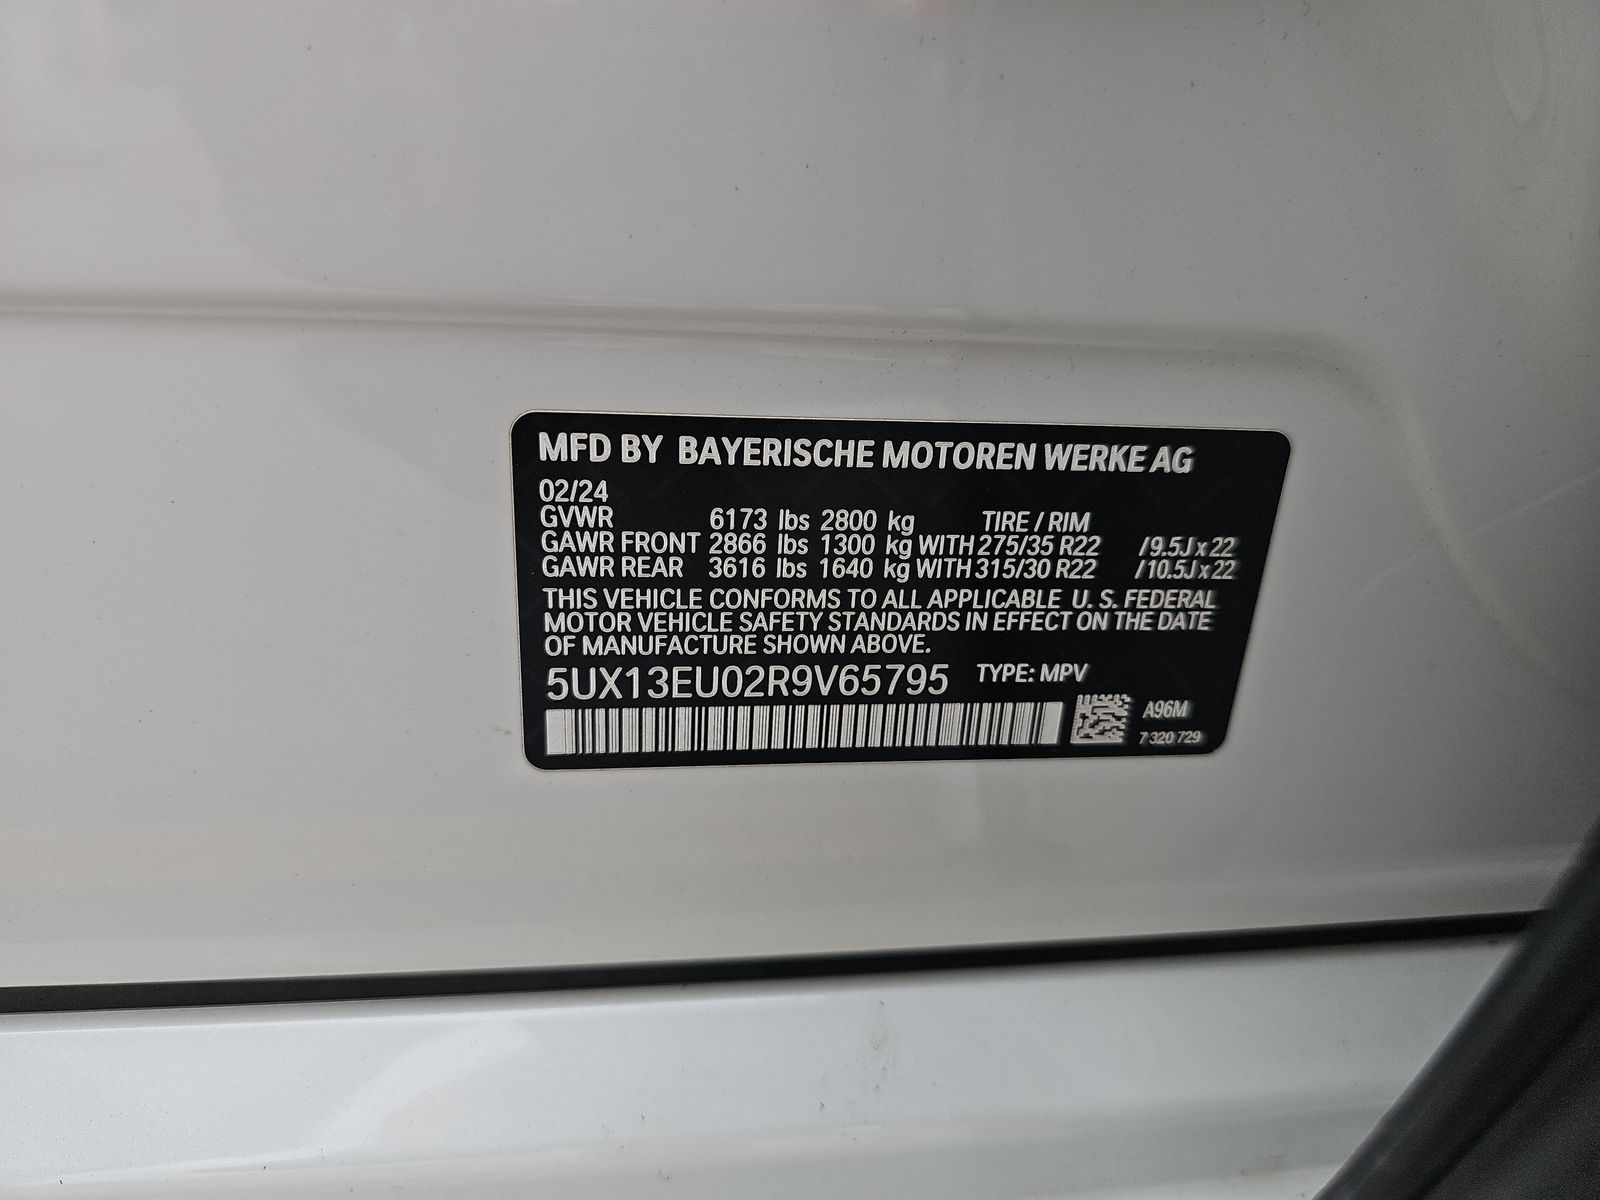 MFD BY BAYERISCHE MOTOREN WERKE AG
02/24
GVWR 6173 lbs 2800 kg TIRE / RIM
GAWR FRONT 2866 lbs 1300 kg WITH 275/35 R22 /9.5J x 22
GAWR REAR 3616 lbs 1640 kg WITH 315/30 R22 /10.5J x 22
THIS VEHICLE CONFORMS TO ALL APPLICABLE U. S. FEDERAL
MOTOR VEHICLE SAFETY STANDARDS IN EFFECT ON THE DATE
OF MANUFACTURE SHOWN ABOVE.
5UX13EU02R9V65795 TYPE: MPV
A96M
7 320 729